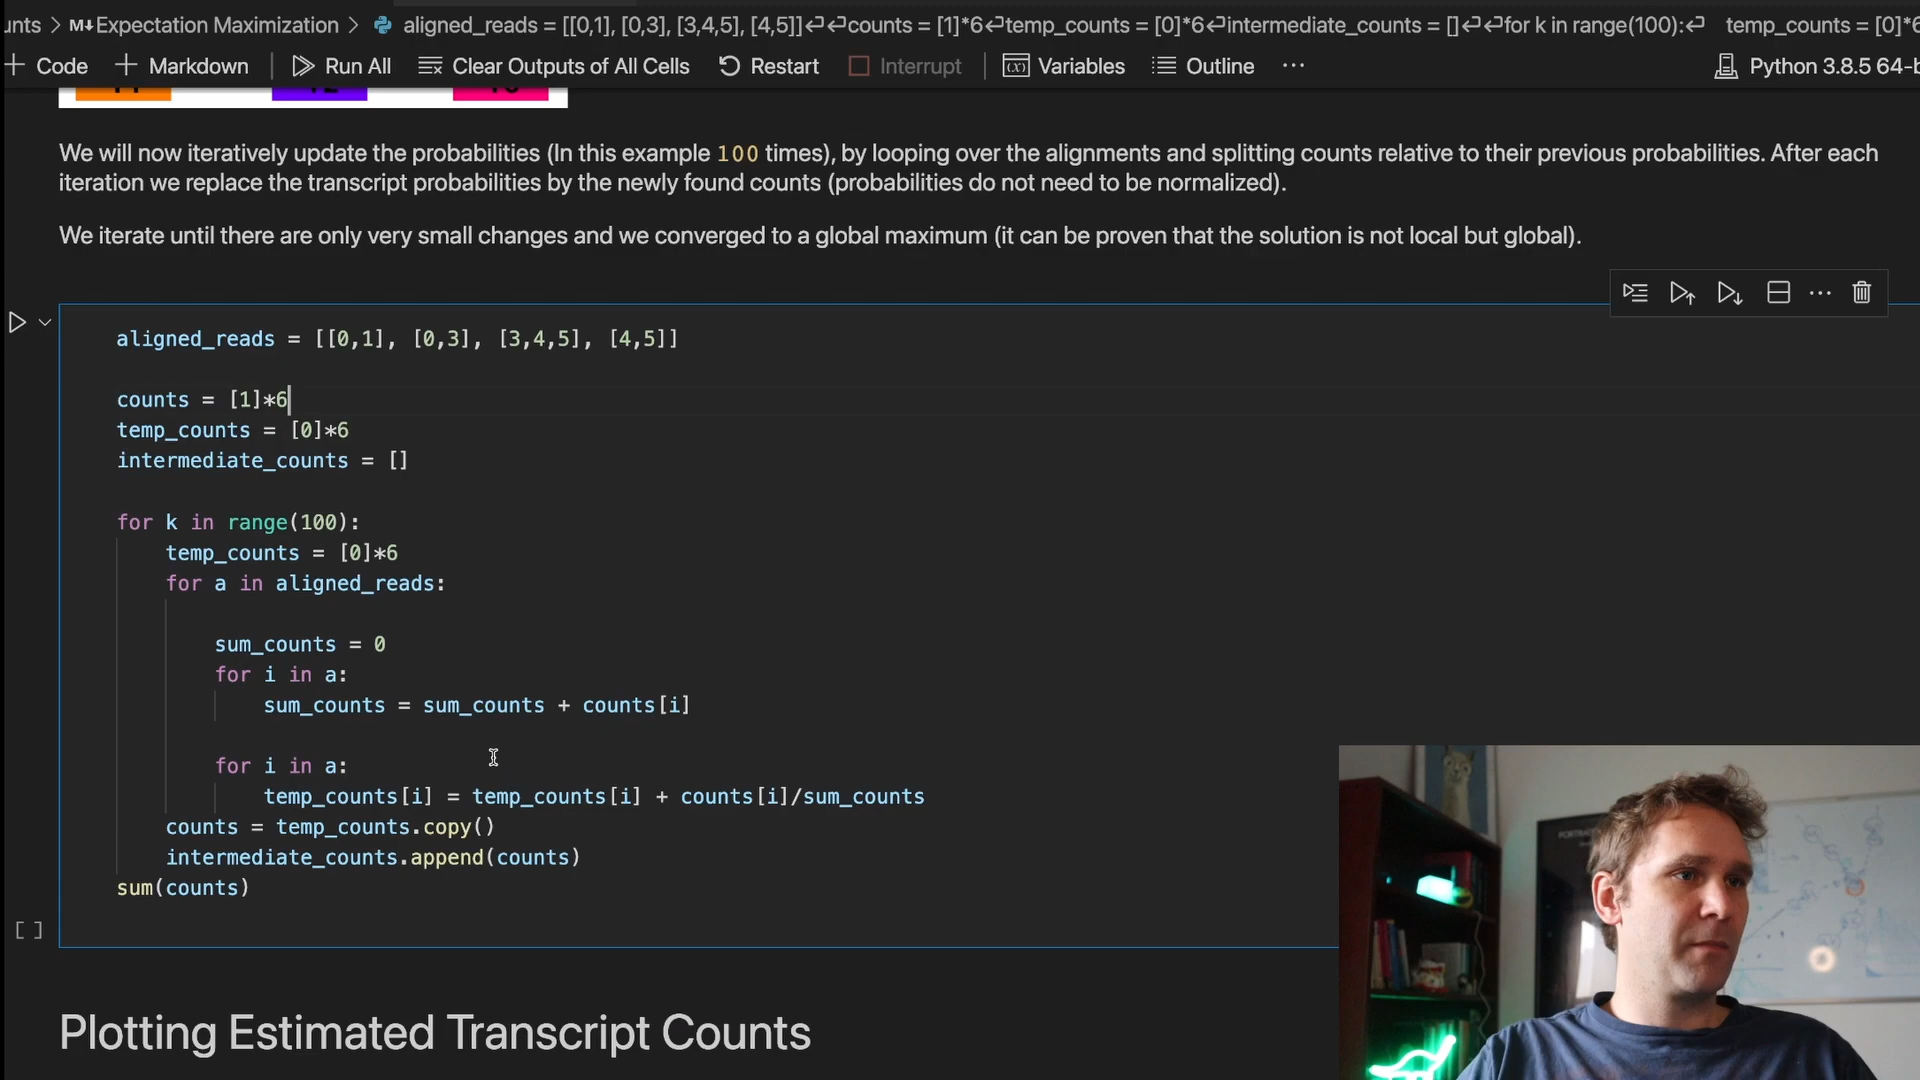 Expectation Maximization > aligned_reads = [[0,1], [0,3], [3,4,5], [4,5]]↵↵counts = [1]*6↵temp_counts = [0]*6↵intermediate_counts = []↵↵for k in range(100):↵ temp_counts = [0]*6
+ Code + Markdown Run All Clear Outputs of All Cells Restart Interrupt Variables Outline ··· Python 3.8.5 64-b
We will now iteratively update the probabilities (In this example 100 times), by looping over the alignments and splitting counts relative to their previous probabilities. After each
iteration we replace the transcript probabilities by the newly found counts (probabilities do not need to be normalized).
We iterate until there are only very small changes and we converged to a global maximum (it can be proven that the solution is not local but global).
aligned_reads = [[0,1], [0,3], [3,4,5], [4,5]]
counts = [1]*6
temp_counts = [0]*6
intermediate_counts = []
for k in range(100):
temp_counts = [0]*6
for a in aligned_reads:
sum_counts = 0
for i in a:
sum_counts = sum_counts + counts[i]
for i in a:
temp_counts[i] = temp_counts[i] + counts[i]/sum_counts
counts = temp_counts.copy()
intermediate_counts.append(counts)
sum(counts)
[ ]
Plotting Estimated Transcript Counts